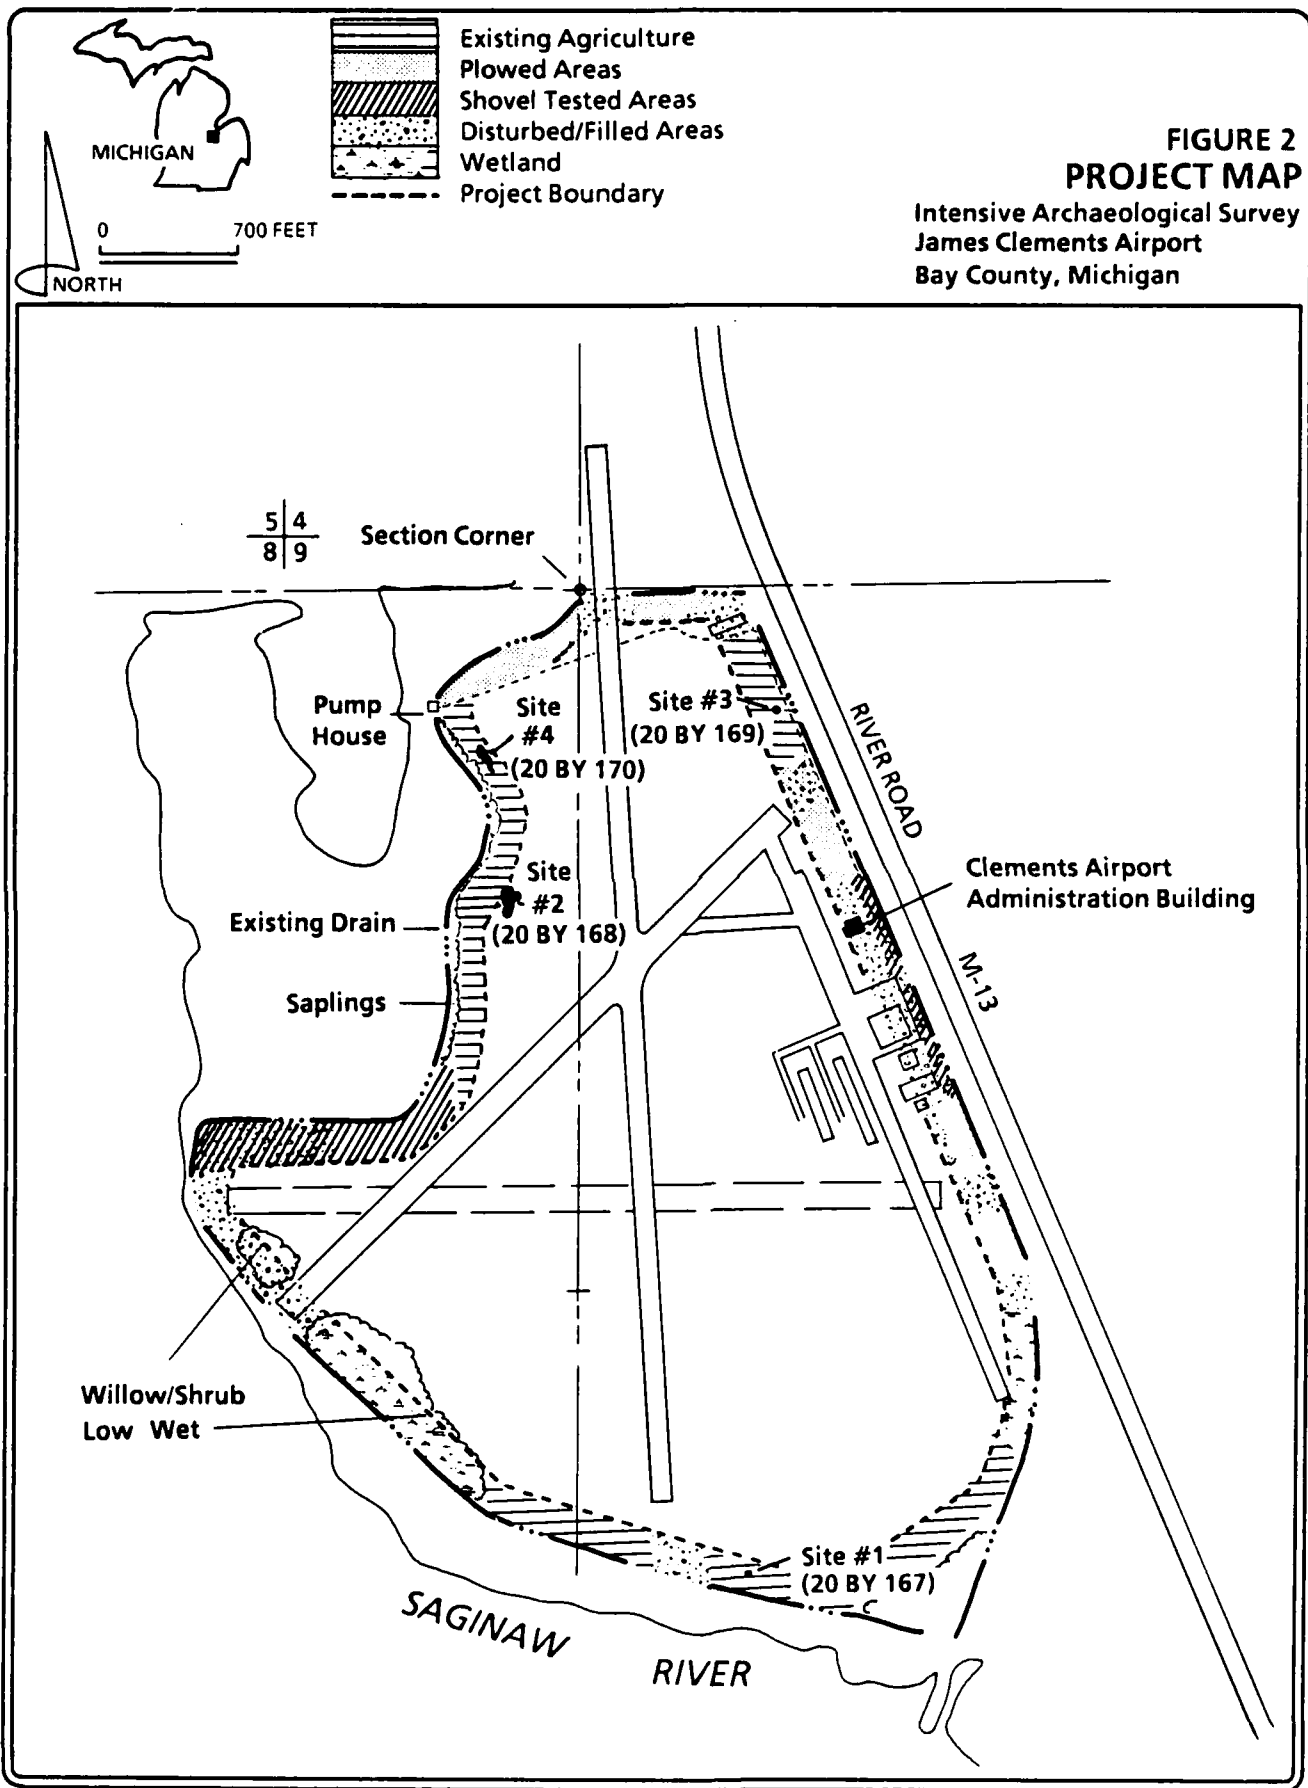 Existing Agriculture
Plowed Areas
Shovel Tested Areas
Disturbed/Filled Areas
Wetland
Project Boundary
MICHIGAN
0 700 FEET
NORTH
FIGURE 2
PROJECT MAP
Intensive Archaeological Survey
James Clements Airport
Bay County, Michigan
5 4
8 9
Section Corner
Pump
House
Site
#4
(20 BY 170)
Site #3
(20 BY 169)
RIVER ROAD
Site
#2
(20 BY 168)
Clements Airport
Administration Building
Existing Drain
M-13
Saplings
Willow/Shrub
Low Wet
Site #1
(20 BY 167)
SAGINAW
RIVER